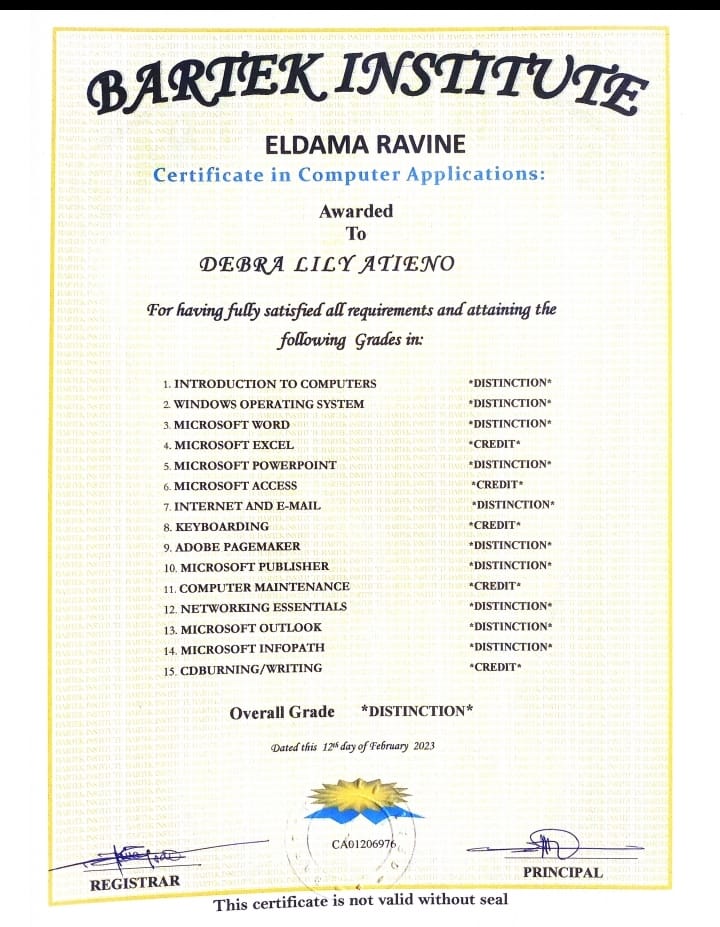 BARTEK INSTITUTE
ELDAMA RAVINE
Certificate in Computer Applications:
Awarded
To
DEBRA LILY ATIENO
For having fully satisfied all requirements and attaining the
following Grades in:
1. INTRODUCTION TO COMPUTERS *DISTINCTION*
2. WINDOWS OPERATING SYSTEM *DISTINCTION*
3. MICROSOFT WORD *DISTINCTION*
4. MICROSOFT EXCEL *CREDIT*
5. MICROSOFT POWERPOINT *DISTINCTION*
6. MICROSOFT ACCESS *CREDIT*
7. INTERNET AND E-MAIL *DISTINCTION*
8. KEYBOARDING *CREDIT*
9. ADOBE PAGEMAKER *DISTINCTION*
10. MICROSOFT PUBLISHER *DISTINCTION*
11. COMPUTER MAINTENANCE *CREDIT*
12. NETWORKING ESSENTIALS *DISTINCTION*
13. MICROSOFT OUTLOOK *DISTINCTION*
14. MICROSOFT INFOPATH *DISTINCTION*
15. CDBURNING/WRITING *CREDIT*
Overall Grade *DISTINCTION*
Dated this 12th day of February 2023
CA01206976
REGISTRAR
PRINCIPAL
This certificate is not valid without seal